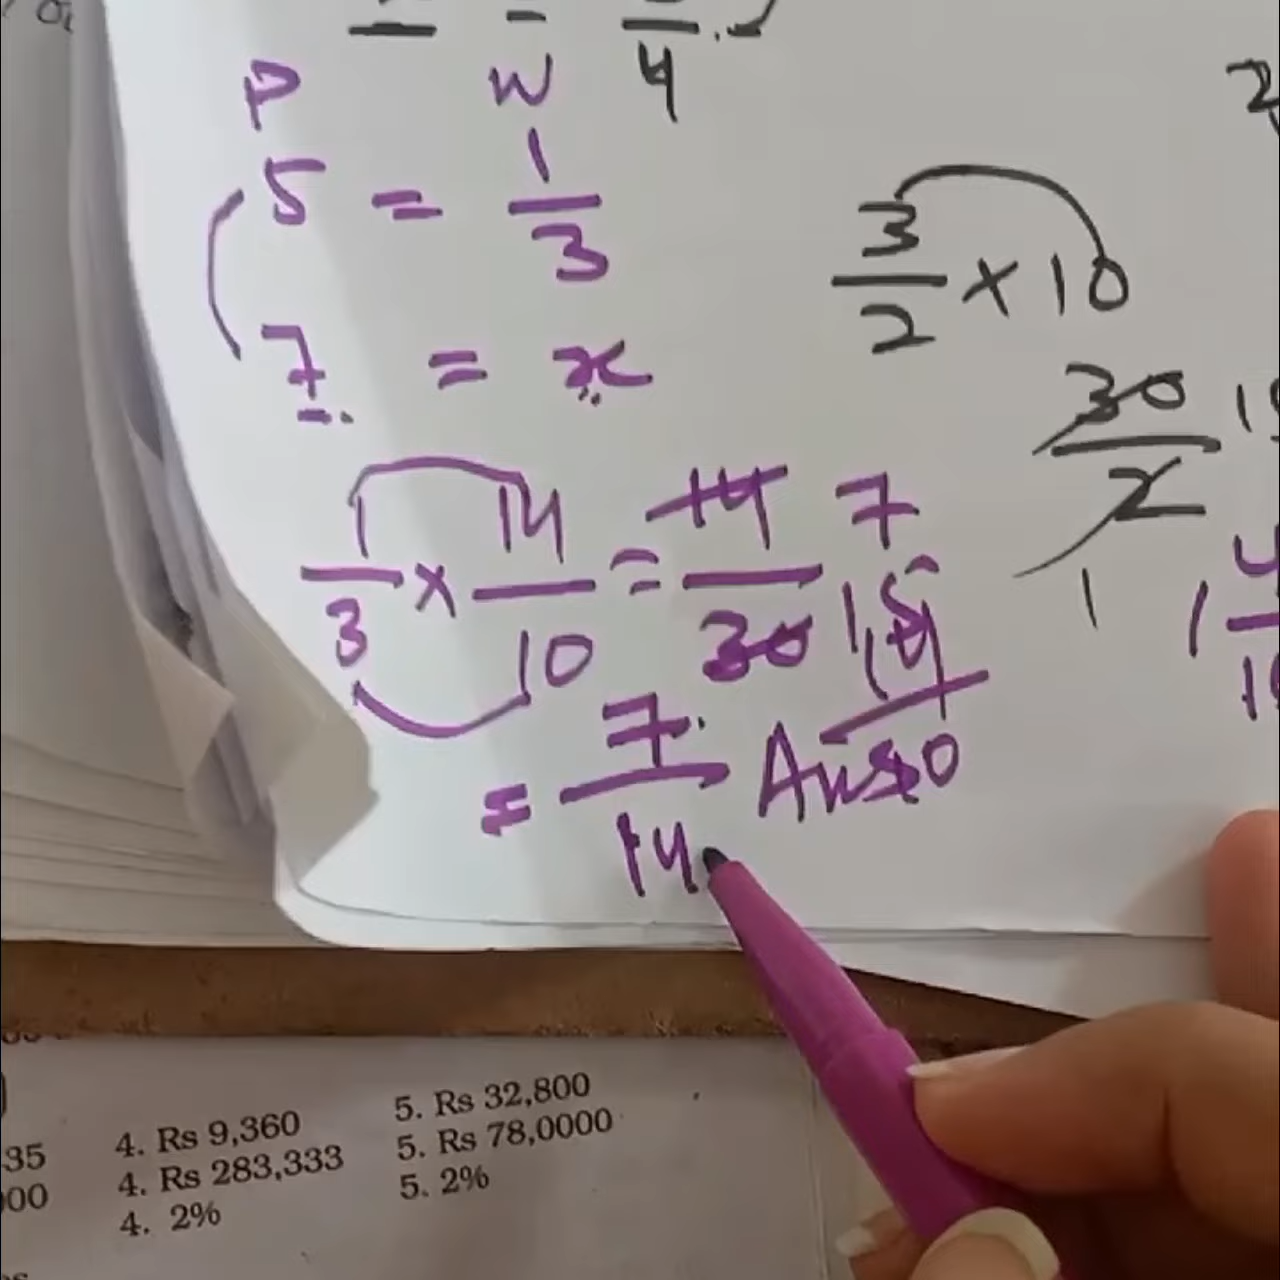 4
P W
5 = 1/3
7 = x
3/2 × 10
30/2
1
1/3 × 14/10 = 14/30 7
15
= 7/14 Ans
4. Rs 9,360 5. Rs 32,800
35 4. Rs 283,333 5. Rs 78,0000
00 4. 2% 5. 2%